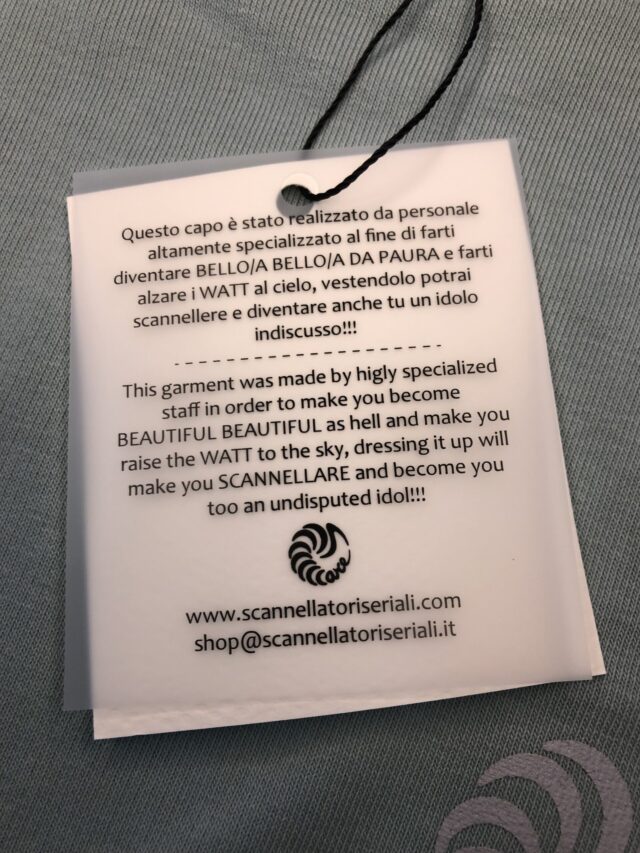 Questo capo è stato realizzato da personale
altamente specializzato al fine di farti
diventare BELLO/A BELLO/A DA PAURA e farti
alzare i WATT al cielo, vestendolo potrai
scannellere e diventare anche tu un idolo
indiscusso!!!
This garment was made by higly specialized
staff in order to make you become
BEAUTIFUL BEAUTIFUL as hell and make you
raise the WATT to the sky, dressing it up will
make you SCANNELLARE and become you
too an undisputed idol!!!
www.scannellatoriseriali.com
shop@scannellatoriseriali.it